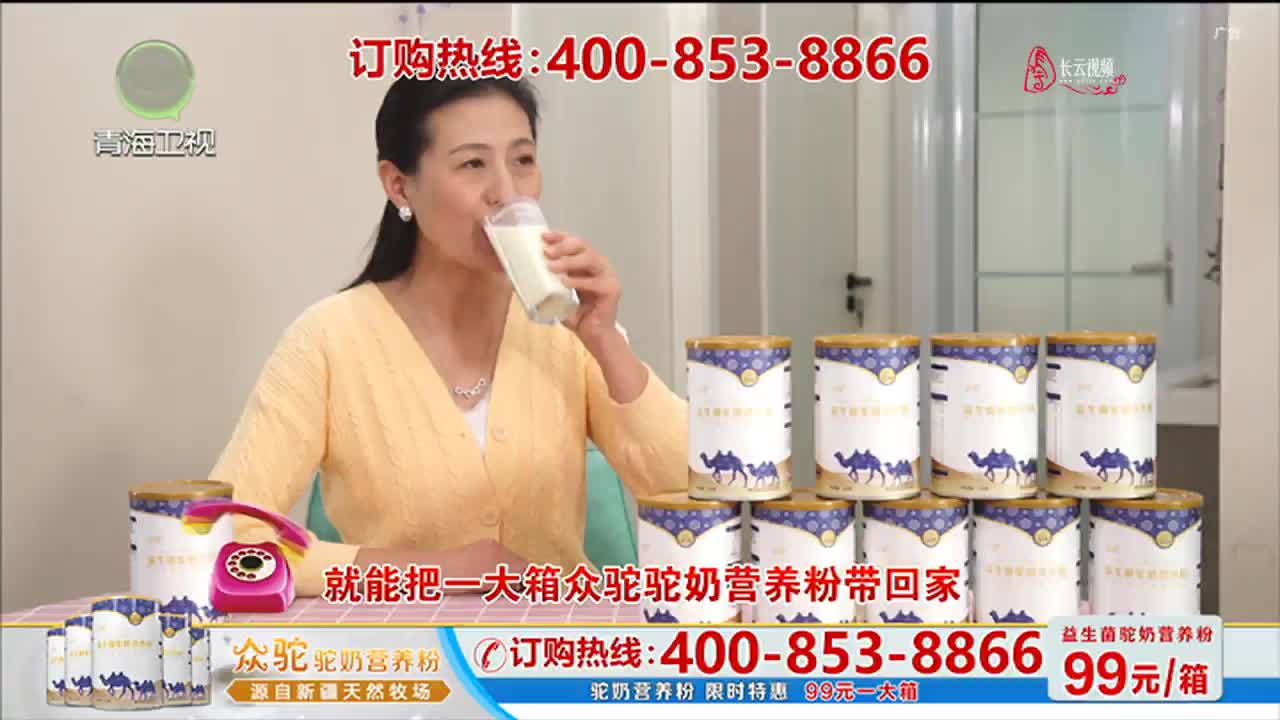 订购热线:400-853-8866
广告
长云视频
青海卫视
就能把一大箱众驼驼奶营养粉带回家
众驼 驼奶营养粉
源自新疆天然牧场
订购热线:400-853-8866
驼奶营养粉 限时特惠 99元一大箱
益生菌驼奶营养粉
99元/箱